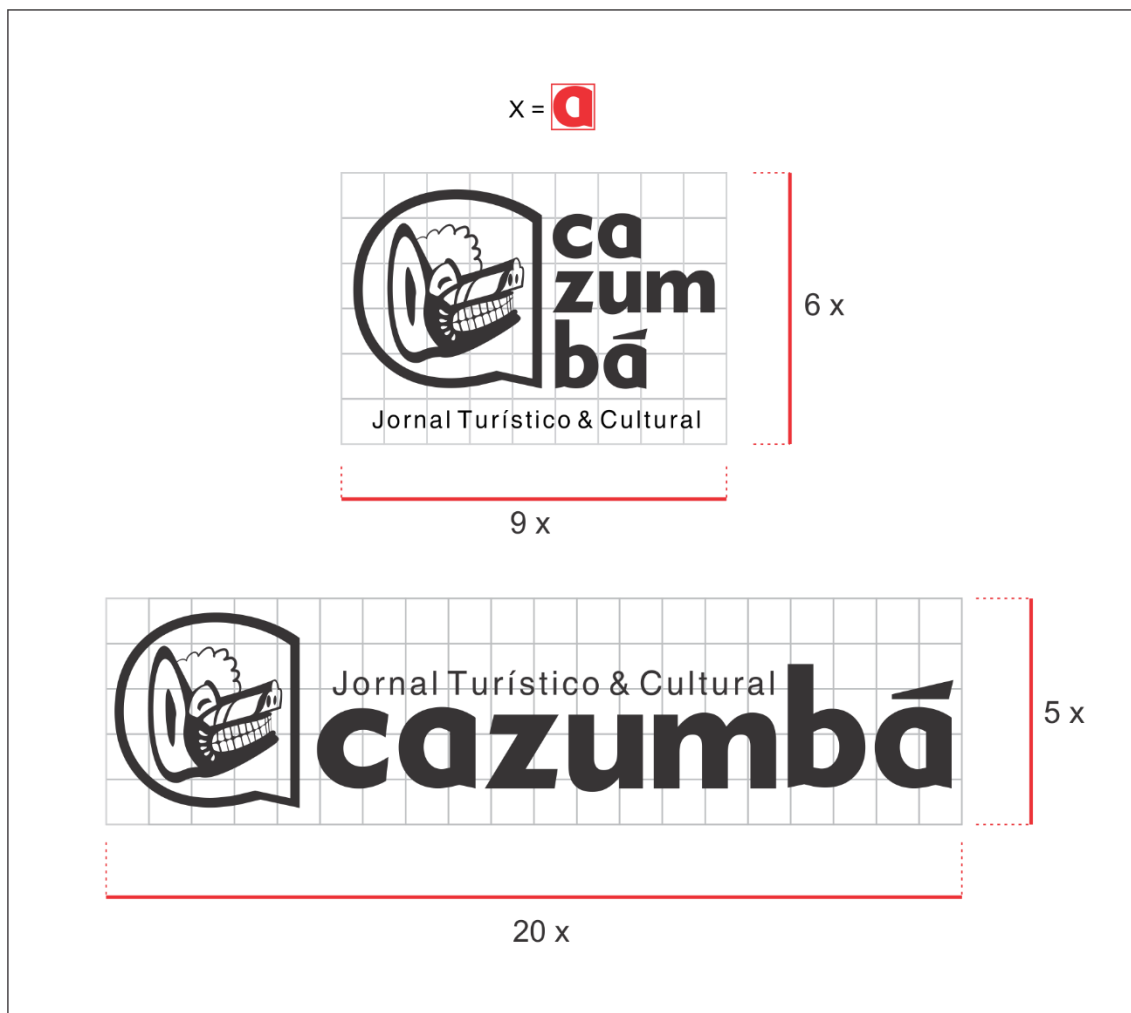 X = a
ca
zum
bá
Jornal Turístico & Cultural
6 x
9 x
Jornal Turístico & Cultural
cazumbá
5 x
20 x